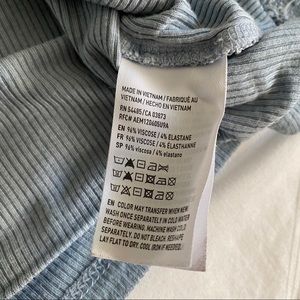 MADE IN VIETNAM / FABRIQUÉ AU
VIETNAM / HECHO EN VIETNAM
RN 54485/CA 03873
RFC# AEM120605U9A
EN 96% VISCOSE / 4% ELASTANE
FR 96% VISCOSE / 4% ÉLASTHANNE
SP 96% viscosa / 4% elastano
EN COLOR MAY TRANSFER WHEN NEW
WASH ONCE SEPARATELY IN COLD WATER
BEFORE WEARING. MACHINE WASH COLD
SEPARATELY. DO NOT BLEACH. RESHAPE
LAY FLAT TO DRY. COOL IRON (IF NEEDED)